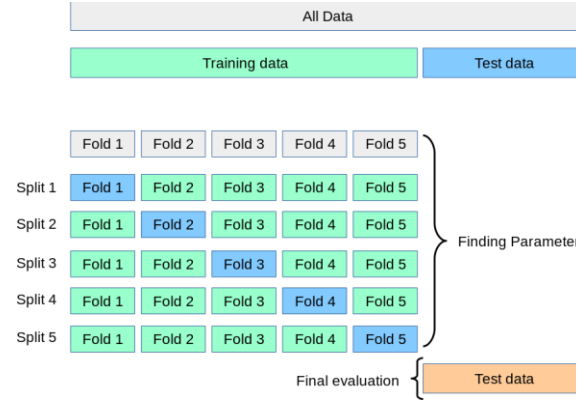 All Data
Training data Test data
Fold 1 Fold 2 Fold 3 Fold 4 Fold 5
Split 1 Fold 1 Fold 2 Fold 3 Fold 4 Fold 5
Split 2 Fold 1 Fold 2 Fold 3 Fold 4 Fold 5
Finding Parameter
Split 3 Fold 1 Fold 2 Fold 3 Fold 4 Fold 5
Split 4 Fold 1 Fold 2 Fold 3 Fold 4 Fold 5
Split 5 Fold 1 Fold 2 Fold 3 Fold 4 Fold 5
Final evaluation Test data